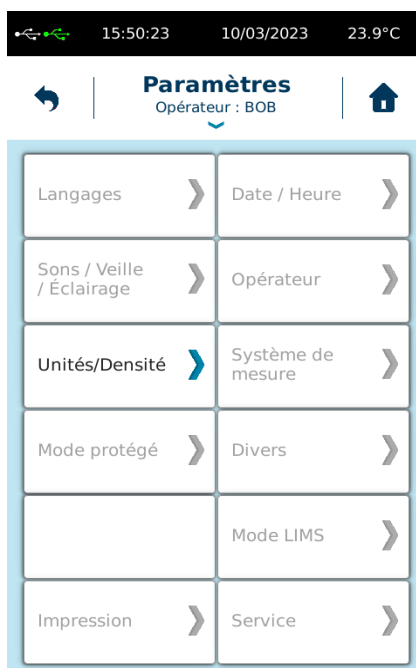 15:50:23 10/03/2023 23.9°C
Paramètres
Opérateur : BOB
Langages
Date / Heure
Sons / Veille
/ Éclairage
Opérateur
Unités/Densité
Système de
mesure
Mode protégé
Divers
Mode LIMS
Impression
Service